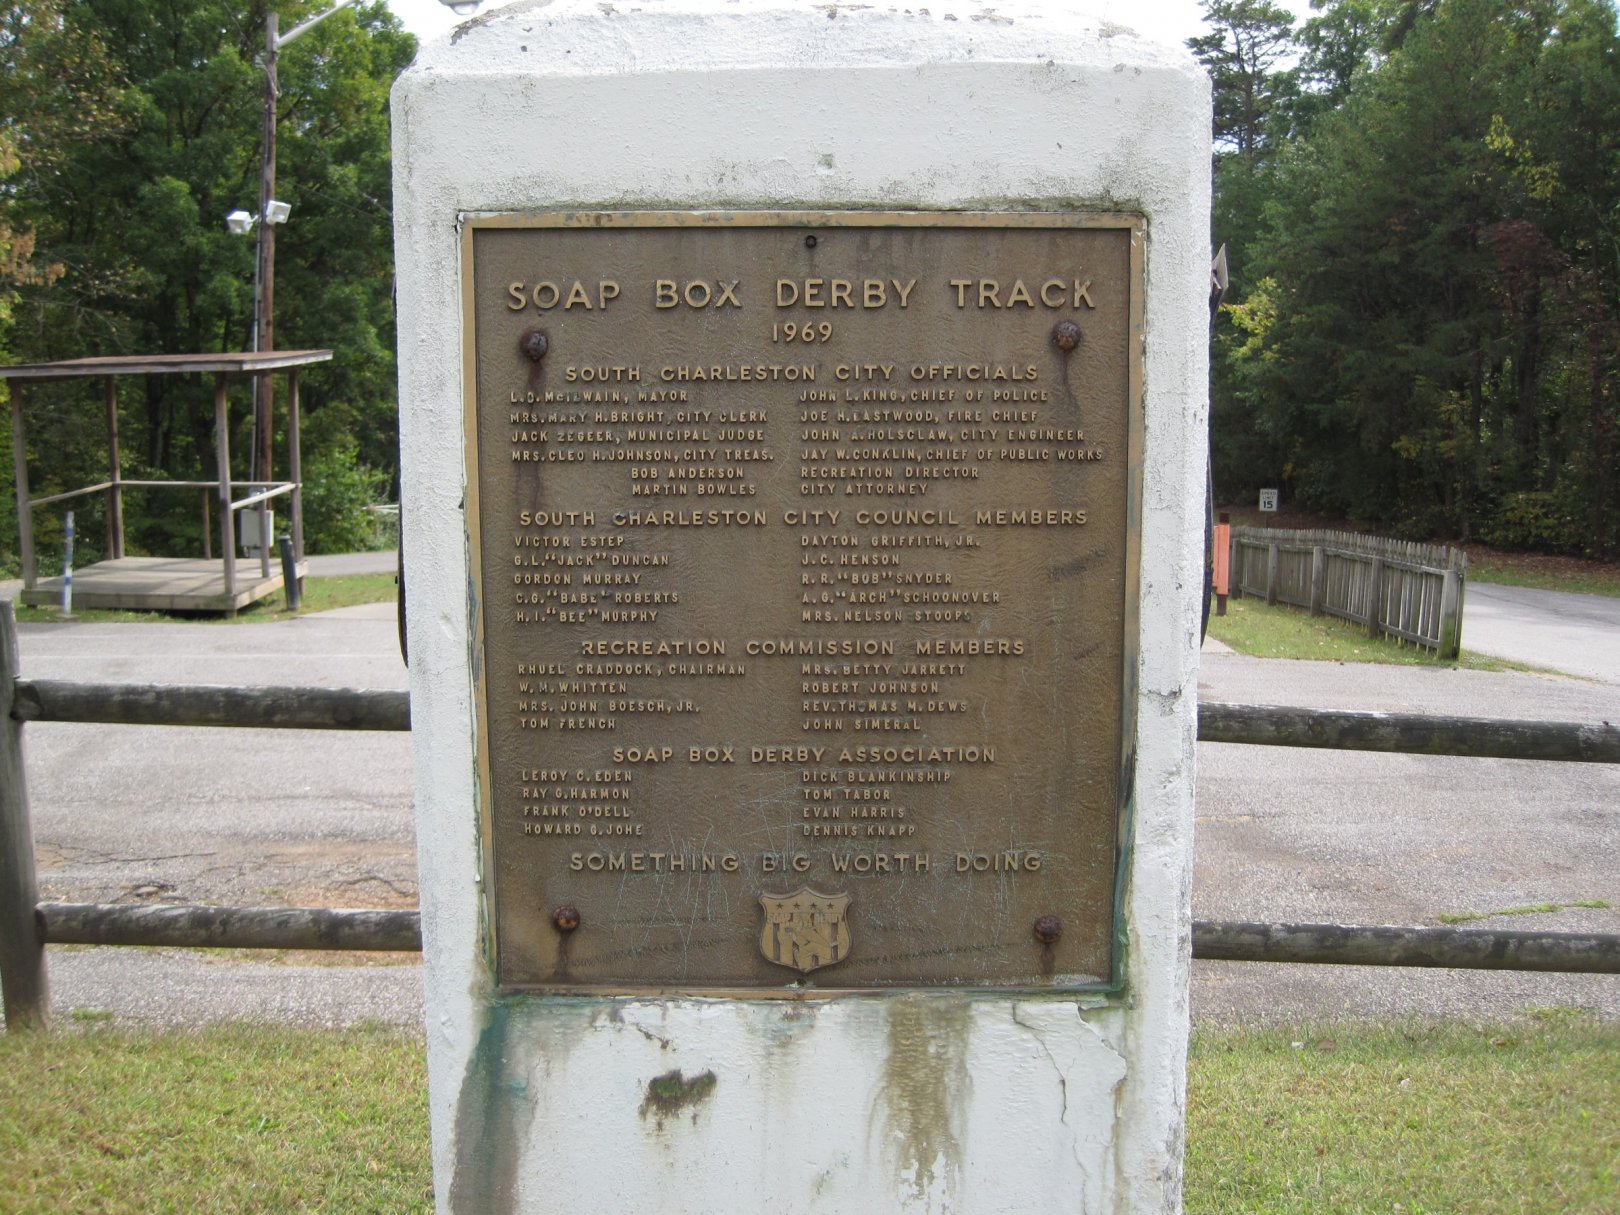 SOAP BOX DERBY TRACK
1969
SOUTH CHARLESTON CITY OFFICIALS
MAYOR JOHN L. KING, CHIEF OF POLICE
MRS. MARY H. BRIGHT, CITY CLERK JOE H. EASTWOOD, FIRE CHIEF
JACK ZEGEER, MUNICIPAL JUDGE JOHN A. HOLSCLAW, CITY ENGINEER
MRS. CLEO H. JOHNSON, CITY TREAS. JAY W. CONKLIN, CHIEF OF PUBLIC WORKS
BOB ANDERSON RECREATION DIRECTOR
MARTIN BOWLES CITY ATTORNEY
SOUTH CHARLESTON CITY COUNCIL MEMBERS
VICTOR ESTEP DAYTON GRIFFITH, JR.
G.L. "JACK" DUNCAN J.C. HENSON
GORDON MURRAY R.R. "BOB" SNYDER
C.G. "BABE" ROBERTS A.G. "ARCH" SCHOONOVER
H.I. "BEE" MURPHY MRS. NELSON STOOPS
RECREATION COMMISSION MEMBERS
RHUEL CRADDOCK, CHAIRMAN MRS. BETTY JARRETT
W.M. WHITTEN ROBERT JOHNSON
MRS. JOHN BOESCH, JR. REV. THOMAS M. DEWS
TOM FRENCH JOHN SIMERAL
SOAP BOX DERBY ASSOCIATION
LEROY C. EDEN DICK BLANKINSHIP
RAY G. HARMON TOM TABOR
FRANK O'DELL EVAN HARRIS
HOWARD G. JOHE DENNIS KNAPP
SOMETHING BIG WORTH DOING
SPEED
LIMIT
15